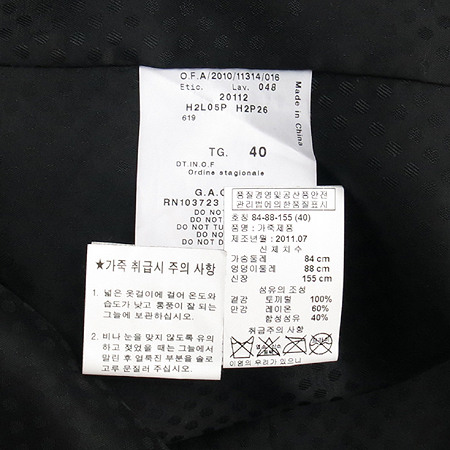 O.F.A/2010/11314/016
Etic. Lav. 048
20112
H2L05P H2P26
619
Made in China
TG. 40
DT.IN.O.F
Ordine stagionale
G.A.C
RN103723
DO NOT
DO NOT
DO NOT TU
DO NOT
DO NOT D
품질경영및공산품안전
관리법에의한품질표시
호칭 84-88-155 (40)
품명 : 가죽제품
제조년월 : 2011.07
신 체 치 수
가슴둘레 84 cm
엉덩이둘레 88 cm
신장 155 cm
섬유의 조성
겉감 토끼털 100%
안감 레이온 60%
합성섬유 40%
취급주의 사항
★가죽 취급시 주의 사항
1. 넓은 옷걸이에 걸어 온도와
습도가 낮고 통풍이 잘 되는
그늘에 보관하십시오.
2. 비나 눈을 맞지 않도록 유의
하고 젖었을 때는 그늘에서
말린 후 얼룩진 부분을 솔로
고루 문질러 주십시오.